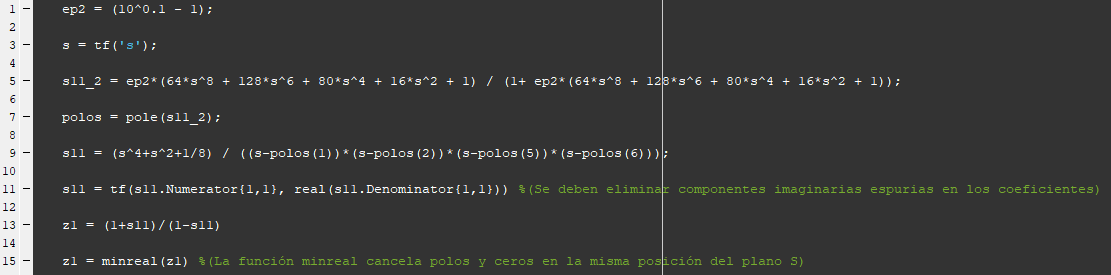 1 ep2 = (10^0.1 - 1);
2
3 s = tf('s');
4
5 s11_2 = ep2*(64*s^8 + 128*s^6 + 80*s^4 + 16*s^2 + 1) / (1+ ep2*(64*s^8 + 128*s^6 + 80*s^4 + 16*s^2 + 1));
6
7 polos = pole(s11_2);
8
9 s11 = (s^4+s^2+1/8) / ((s-polos(1))*(s-polos(2))*(s-polos(5))*(s-polos(6)));
10
11 s11 = tf(s11.Numerator{1,1}, real(s11.Denominator{1,1})) %(Se deben eliminar componentes imaginarias espurias en los coeficientes)
12
13 z1 = (1+s11)/(1-s11)
14
15 z1 = minreal(z1) %(La función minreal cancela polos y ceros en la misma posición del plano S)